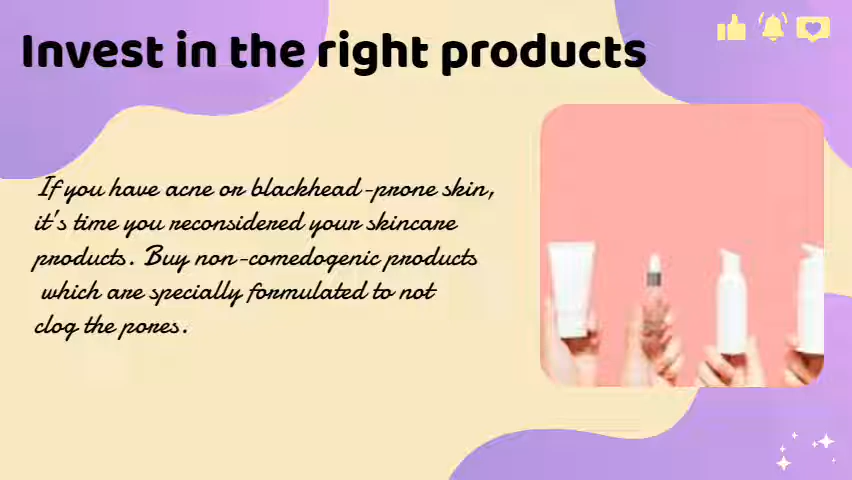 Invest in the right products
If you have acne or blackhead-prone skin,
it's time you reconsidered your skincare
products. Buy non-comedogenic products
which are specially formulated to not
clog the pores.